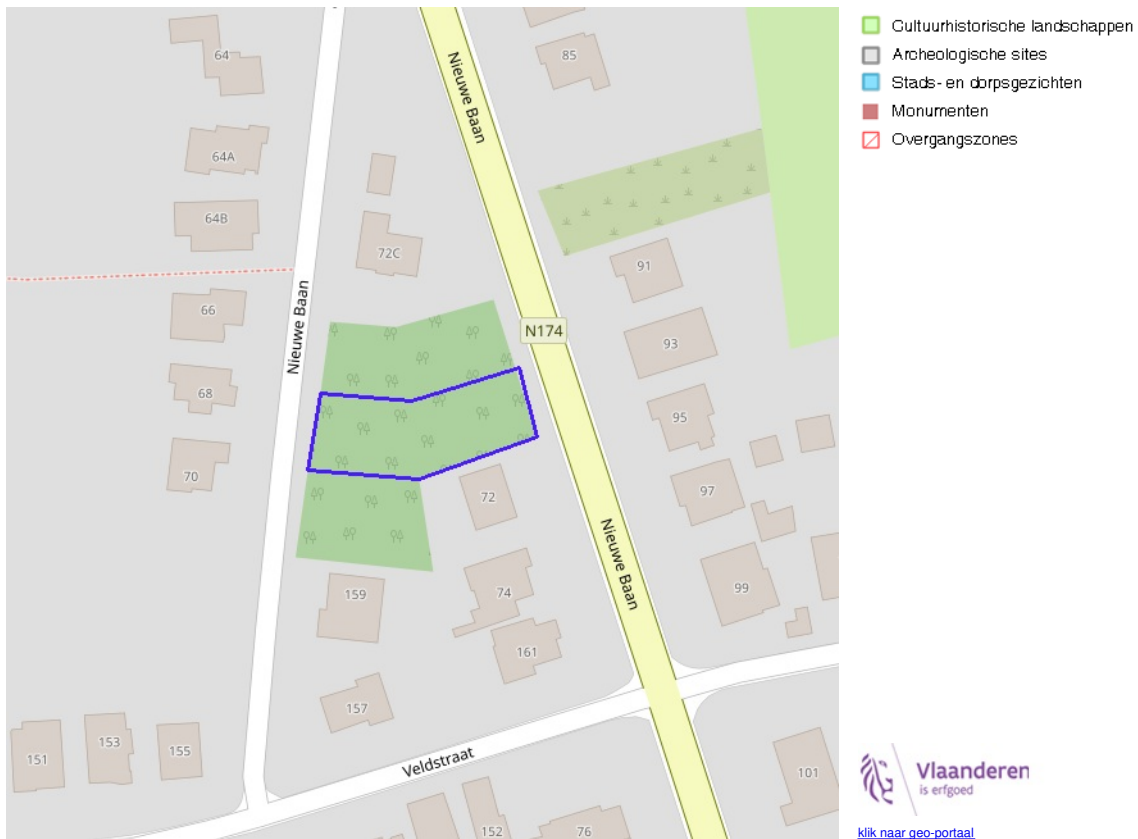 64
64A
64B
72C
66
68
70
85
91
N174
93
95
97
99
72
74
159
161
157
151
153
155
152
76
101
Nieuwe Baan
Nieuwe Baan
Nieuwe Baan
Veldstraat
Cultuurhistorische landschappen
Archeologische sites
Stads- en dorpsgezichten
Monumenten
Overgangszones
Vlaanderen
is erfgoed
klik naar geo-portaal